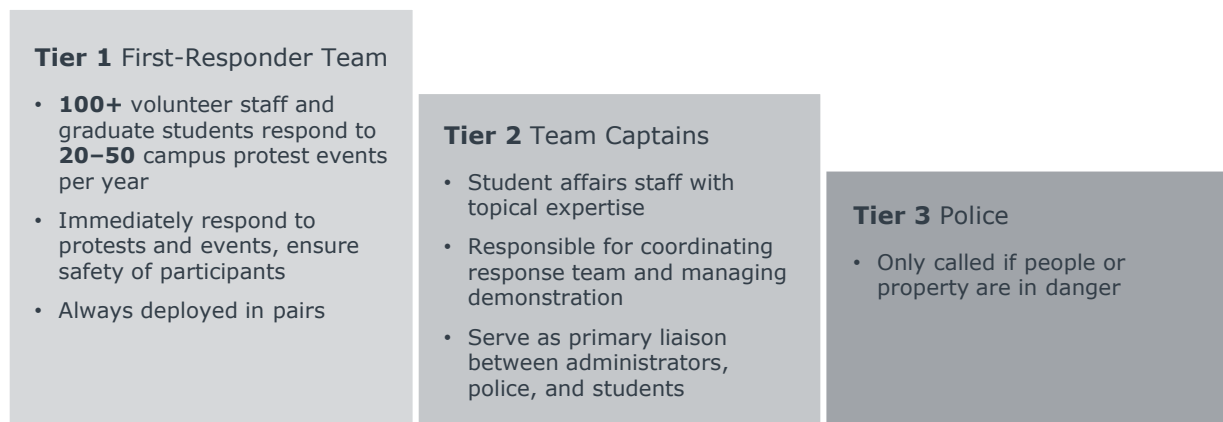 Tier 1 First-Responder Team
• 100+ volunteer staff and
graduate students respond to
20–50 campus protest events
per year
• Immediately respond to
protests and events, ensure
safety of participants
• Always deployed in pairs
Tier 2 Team Captains
• Student affairs staff with
topical expertise
• Responsible for coordinating
response team and managing
demonstration
• Serve as primary liaison
between administrators,
police, and students
Tier 3 Police
• Only called if people or
property are in danger